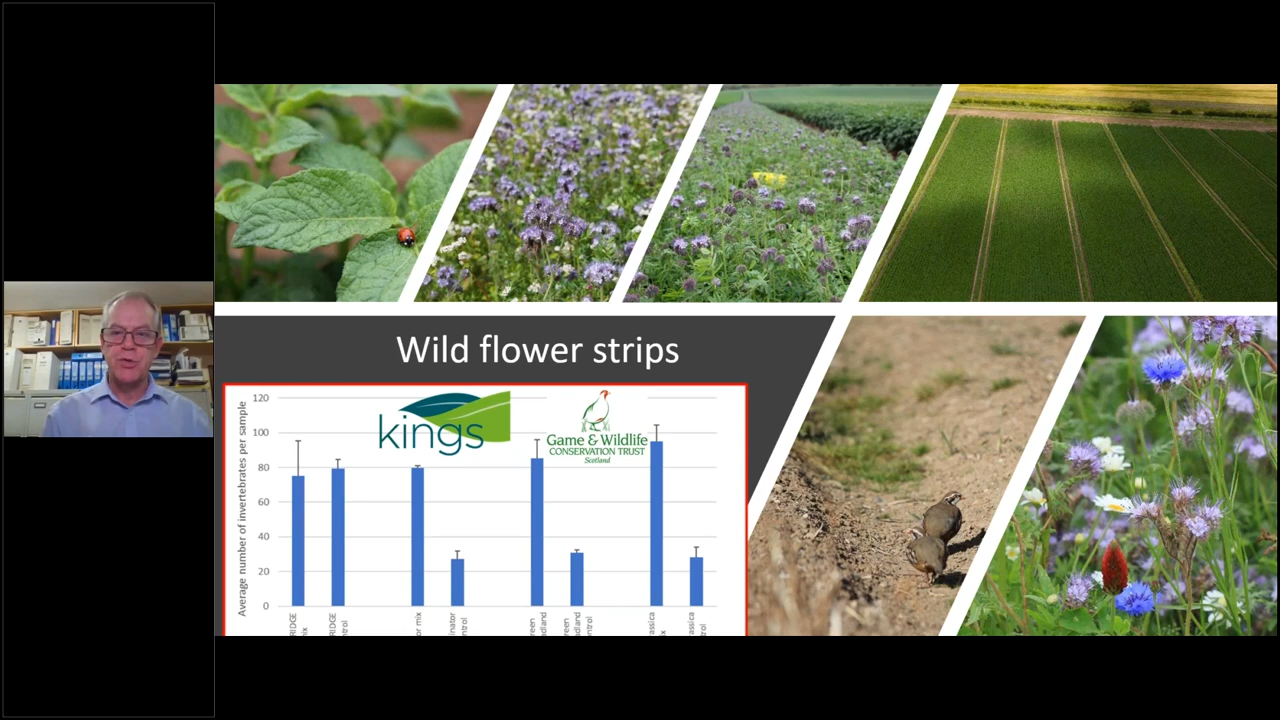 Wild flower strips
kings
Game & Wildlife
CONSERVATION TRUST
Scotland
Average number of invertebrates per sample
120
100
80
60
40
20
0